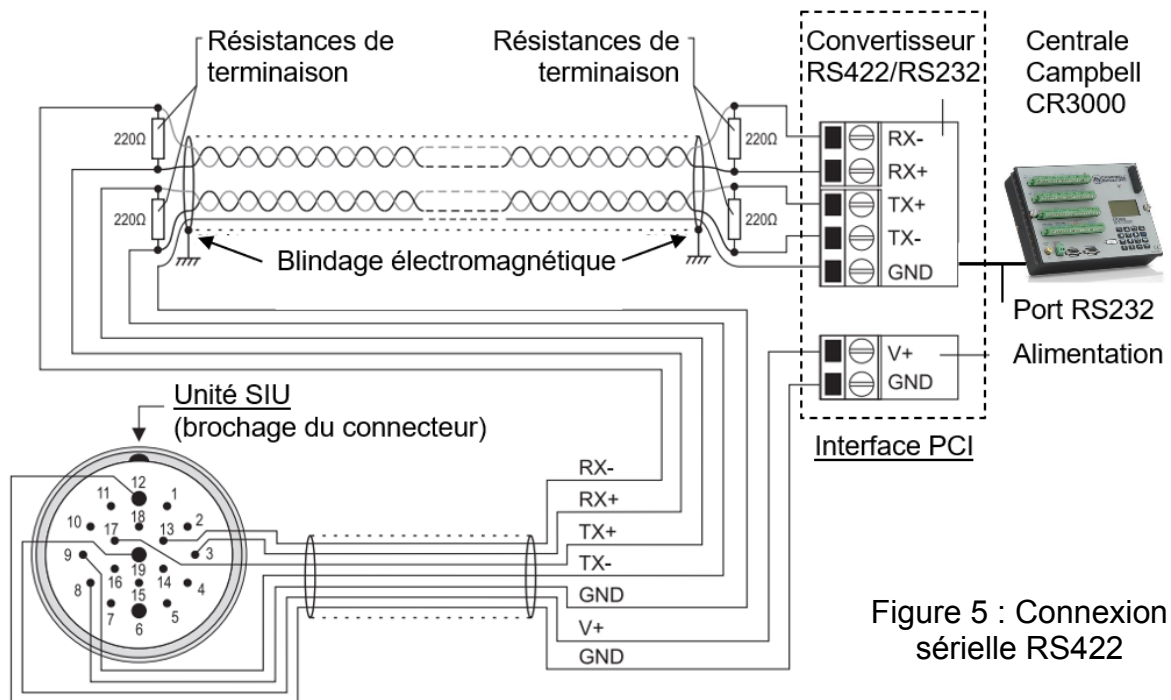 Résistances de
terminaison
Résistances de
terminaison
Convertisseur
RS422/RS232
Centrale
Campbell
CR3000
220Ω
220Ω
220Ω
220Ω
RX-
RX+
TX+
TX-
GND
Blindage électromagnétique
Port RS232
Alimentation
V+
GND
Interface PCI
Unité SIU
(brochage du connecteur)
12
11
1
10
18
2
17
13
9
3
19
16
14
8
4
15
7
5
6
RX-
RX+
TX+
TX-
GND
V+
GND
Figure 5 : Connexion
sérielle RS422